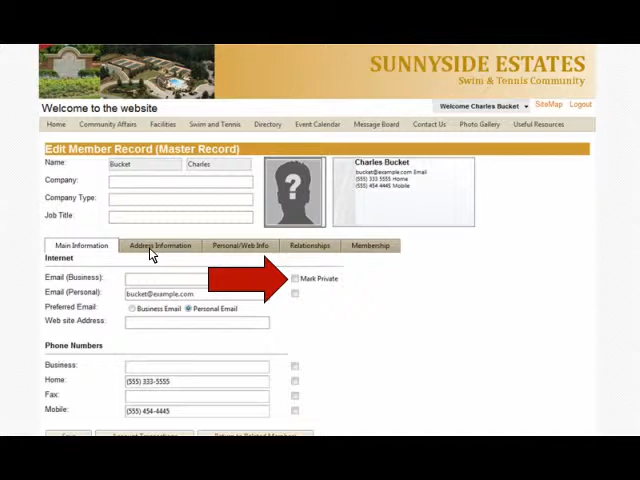 SUNNYSIDE ESTATES
Swim & Tennis Community
Welcome to the website
Welcome Charles Bucket
SiteMap
Logout
Home
Community Affairs
Facilities
Swim and Tennis
Directory
Event Calendar
Message Board
Contact Us
Photo Gallery
Useful Resources
Edit Member Record (Master Record)
Name:
Bucket
Charles
Company:
Company Type:
Job Title:
?
Charles Bucket
bucket@example.com Email
(555) 333-5555 Home
(555) 454-4445 Mobile
Main Information
Address Information
Personal/Web Info.
Relationships
Membership
Internet
Email (Business):
Mark Private
Email (Personal):
bucket@example.com
Preferred Email:
Business Email
Personal Email
Web site Address:
Phone Numbers
Business:
Home:
(555) 333-5555
Fax:
Mobile:
(555) 454-4445